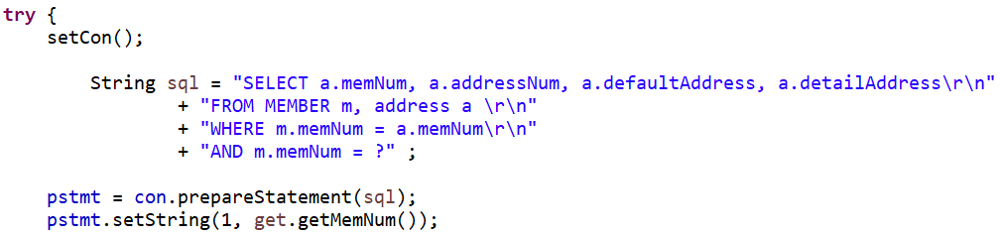 try {
    setCon();
        String sql = "SELECT a.memNum, a.addressNum, a.defaultAddress, a.detailAddress\r\n"
                + "FROM MEMBER m, address a \r\n"
                + "WHERE m.memNum = a.memNum\r\n"
                + "AND m.memNum = ?" ;
    pstmt = con.prepareStatement(sql);
    pstmt.setString(1, get.getMemNum());